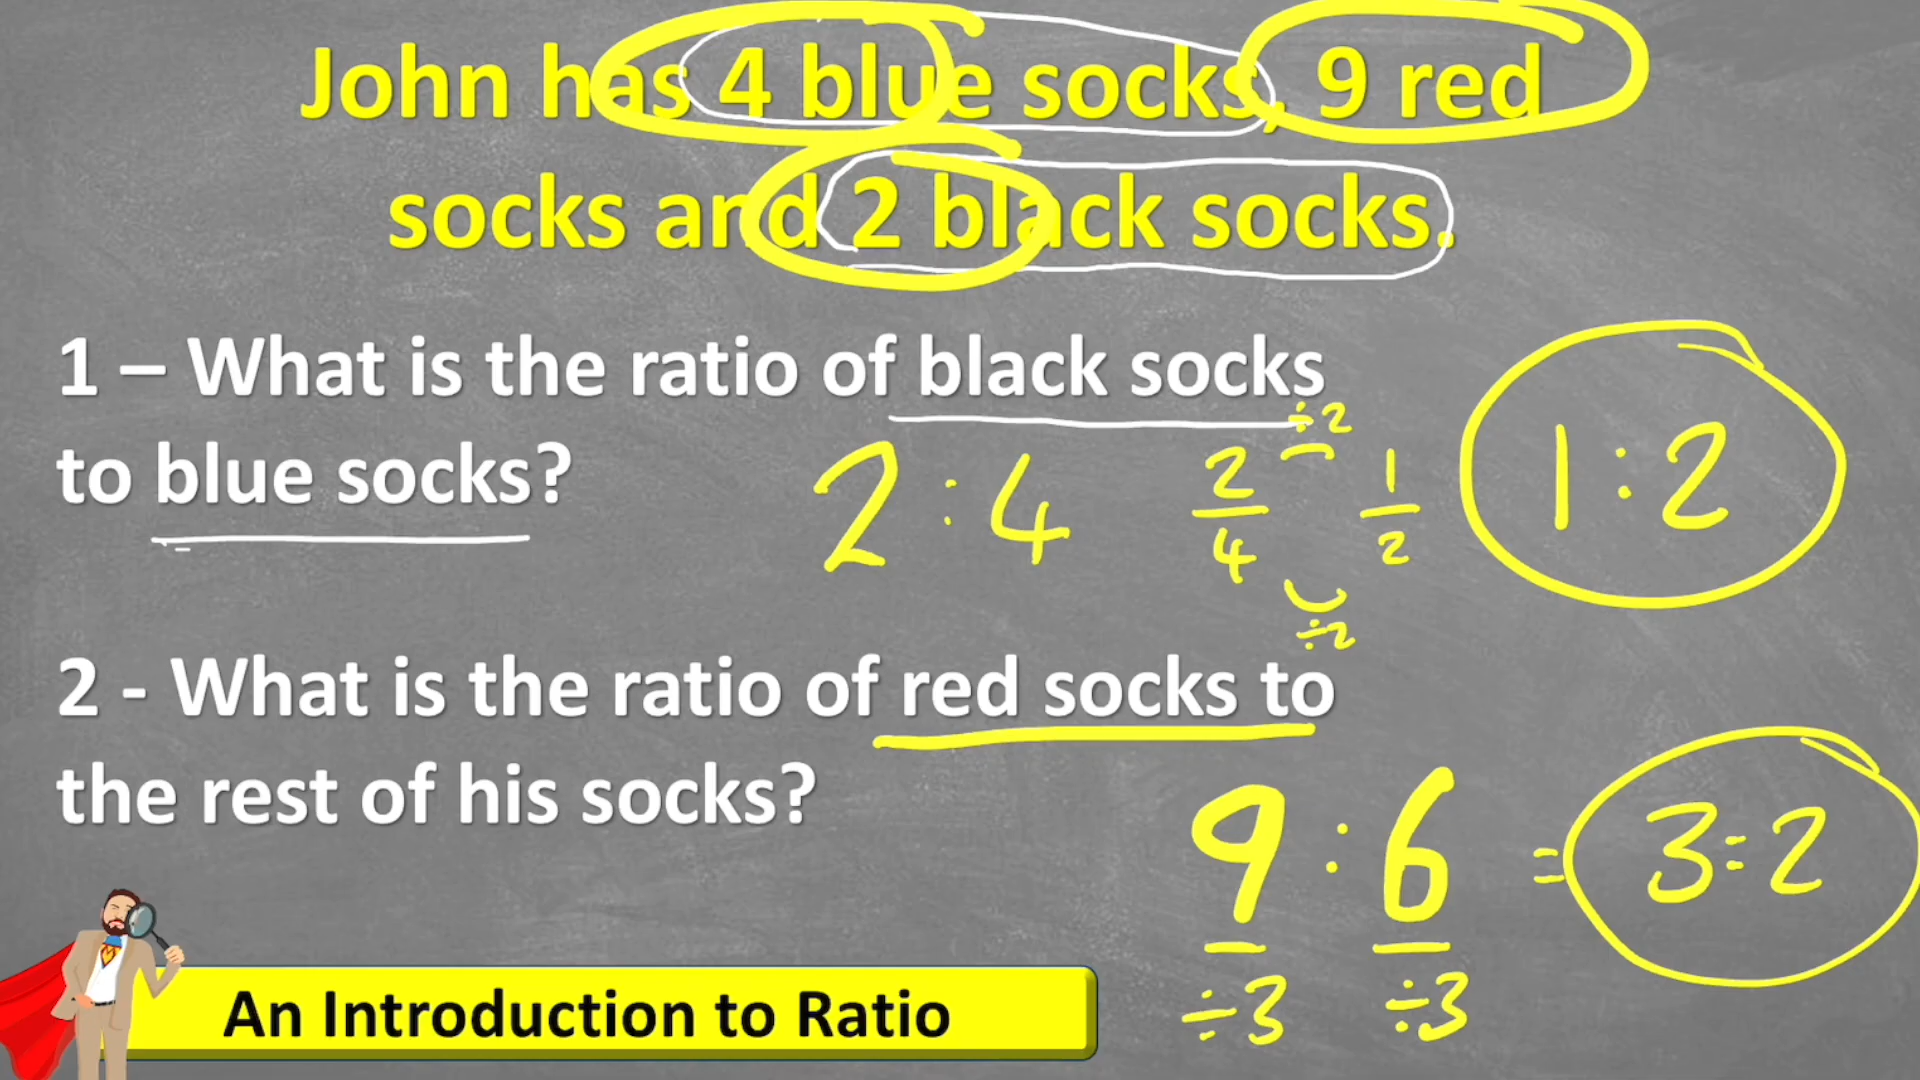 John has 4 blue socks, 9 red
socks and 2 black socks.
1 – What is the ratio of black socks
to blue socks?
÷2
2 : 4
2/4
1/2
1 : 2
÷2
2 - What is the ratio of red socks to
the rest of his socks?
9 : 6 = 3 : 2
÷3 ÷3
An Introduction to Ratio